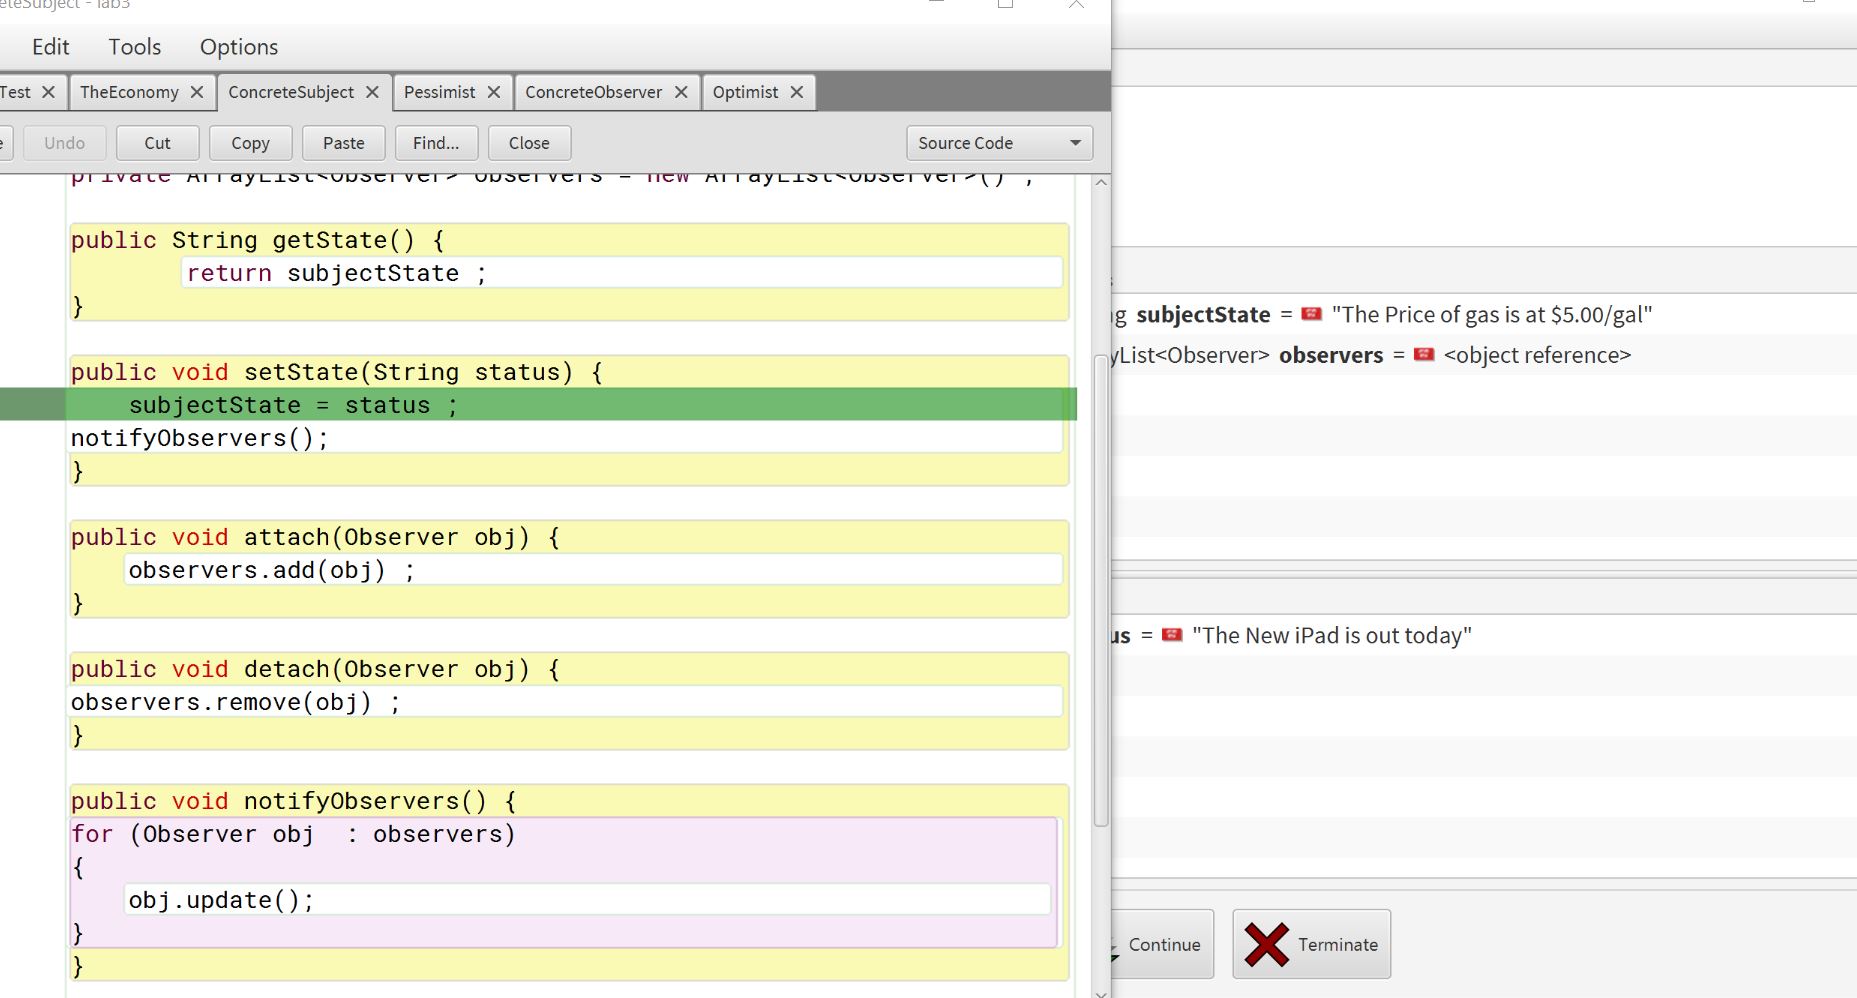 eteSubject - lab3
Edit Tools Options
Test TheEconomy ConcreteSubject Pessimist ConcreteObserver Optimist
Undo Cut Copy Paste Find... Close Source Code
private ArrayList<Observer> observers = new ArrayList<Observer>() ;
public String getState() {
return subjectState ;
}
public void setState(String status) {
subjectState = status ;
notifyObservers();
}
public void attach(Observer obj) {
observers.add(obj) ;
}
public void detach(Observer obj) {
observers.remove(obj) ;
}
public void notifyObservers() {
for (Observer obj  : observers)
{
obj.update();
}
}
ng subjectState = "The Price of gas is at $5.00/gal"
yList<Observer> observers = <object reference>
us = "The New iPad is out today"
Continue Terminate